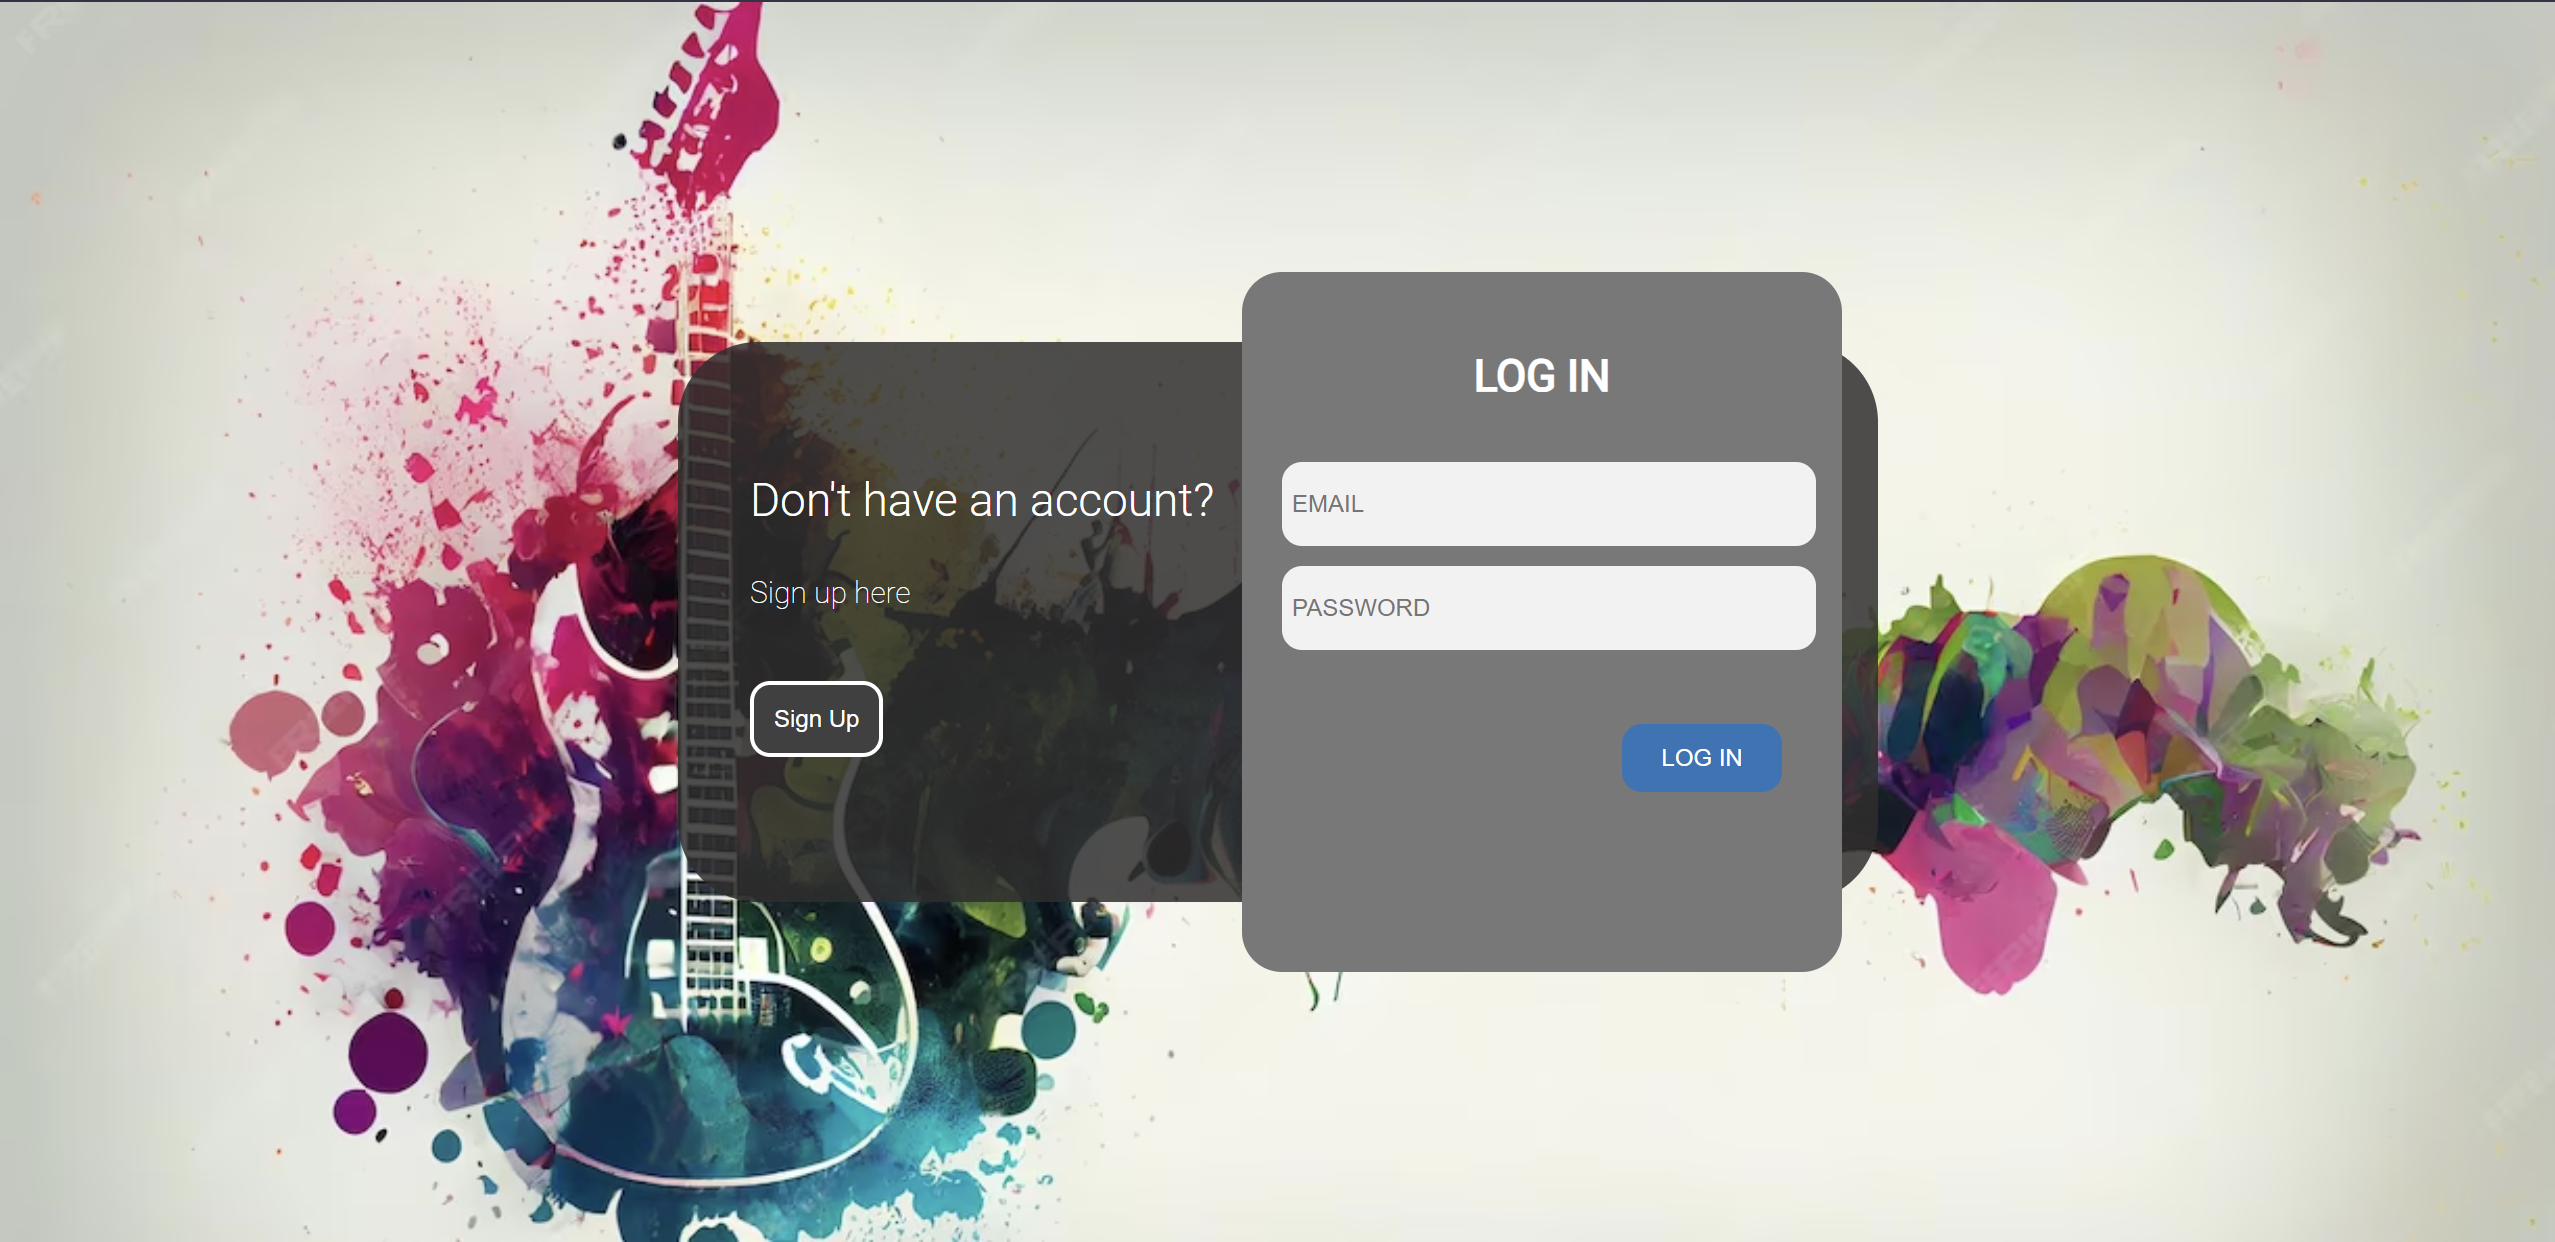 Don't have an account?
Sign up here
Sign Up
LOG IN
EMAIL
PASSWORD
LOG IN